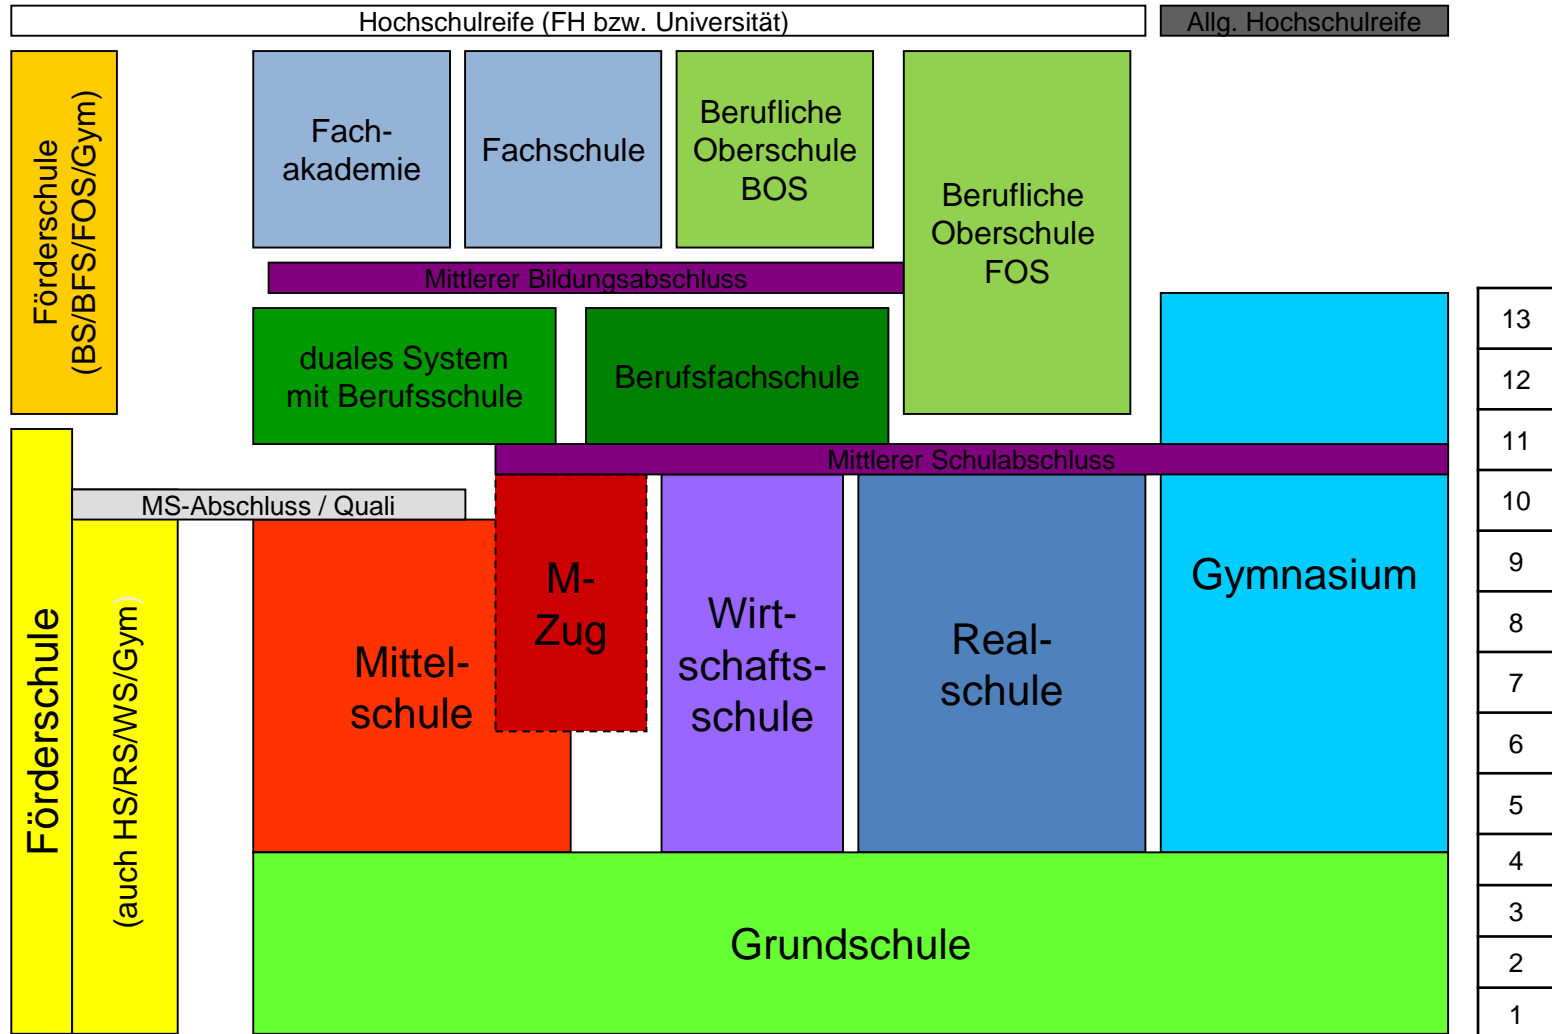 Hochschulreife (FH bzw. Universität)
Allg. Hochschulreife
Förderschule
(BS/BFS/FOS/Gym)
Fach-
akademie
Fachschule
Berufliche
Oberschule
BOS
Berufliche
Oberschule
FOS
Mittlerer Bildungsabschluss
duales System
mit Berufsschule
Berufsfachschule
Mittlerer Schulabschluss
MS-Abschluss / Quali
Förderschule
(auch HS/RS/WS/Gym)
Mittel-
schule
M-
Zug
Wirt-
schafts-
schule
Real-
schule
Gymnasium
Grundschule
13
12
11
10
9
8
7
6
5
4
3
2
1